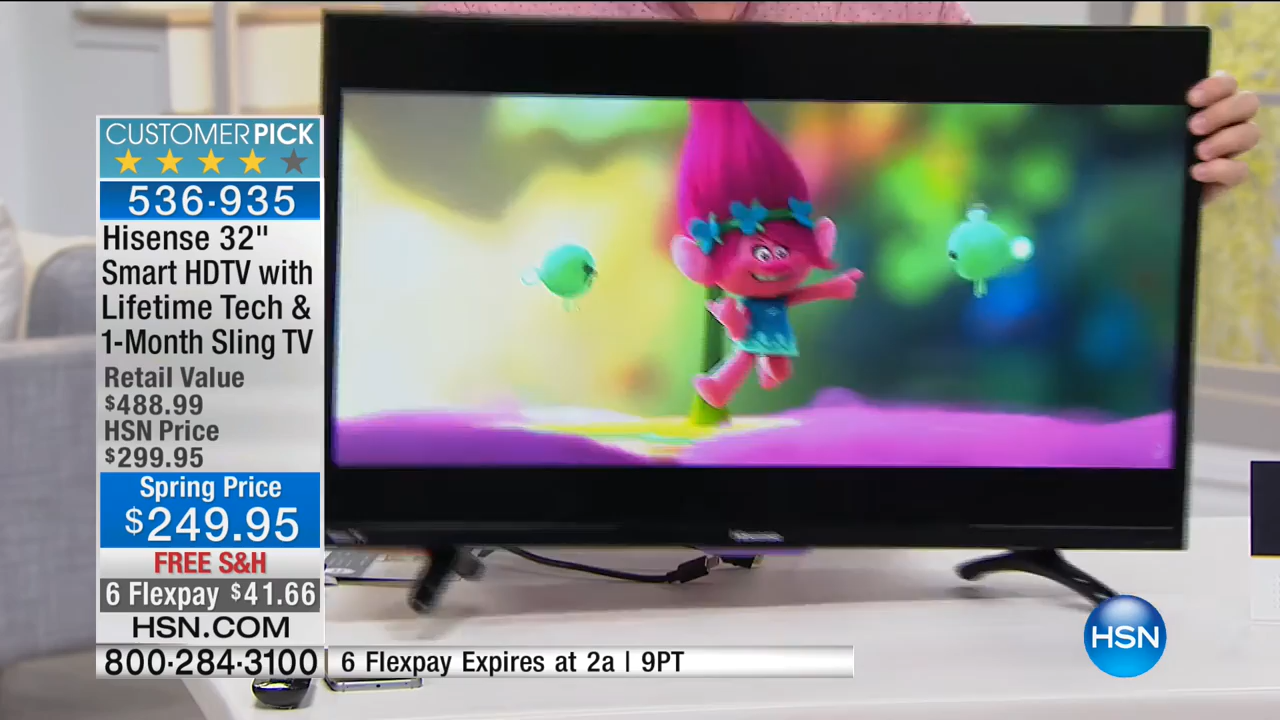 CUSTOMER PICK
536-935
Hisense 32"
Smart HDTV with
Lifetime Tech &
1-Month Sling TV
Retail Value
$488.99
HSN Price
$299.95
Spring Price
$249.95
FREE S&H
6 Flexpay $41.66
HSN.COM
800-284-3100
6 Flexpay Expires at 2a | 9PT
Hisense
HSN